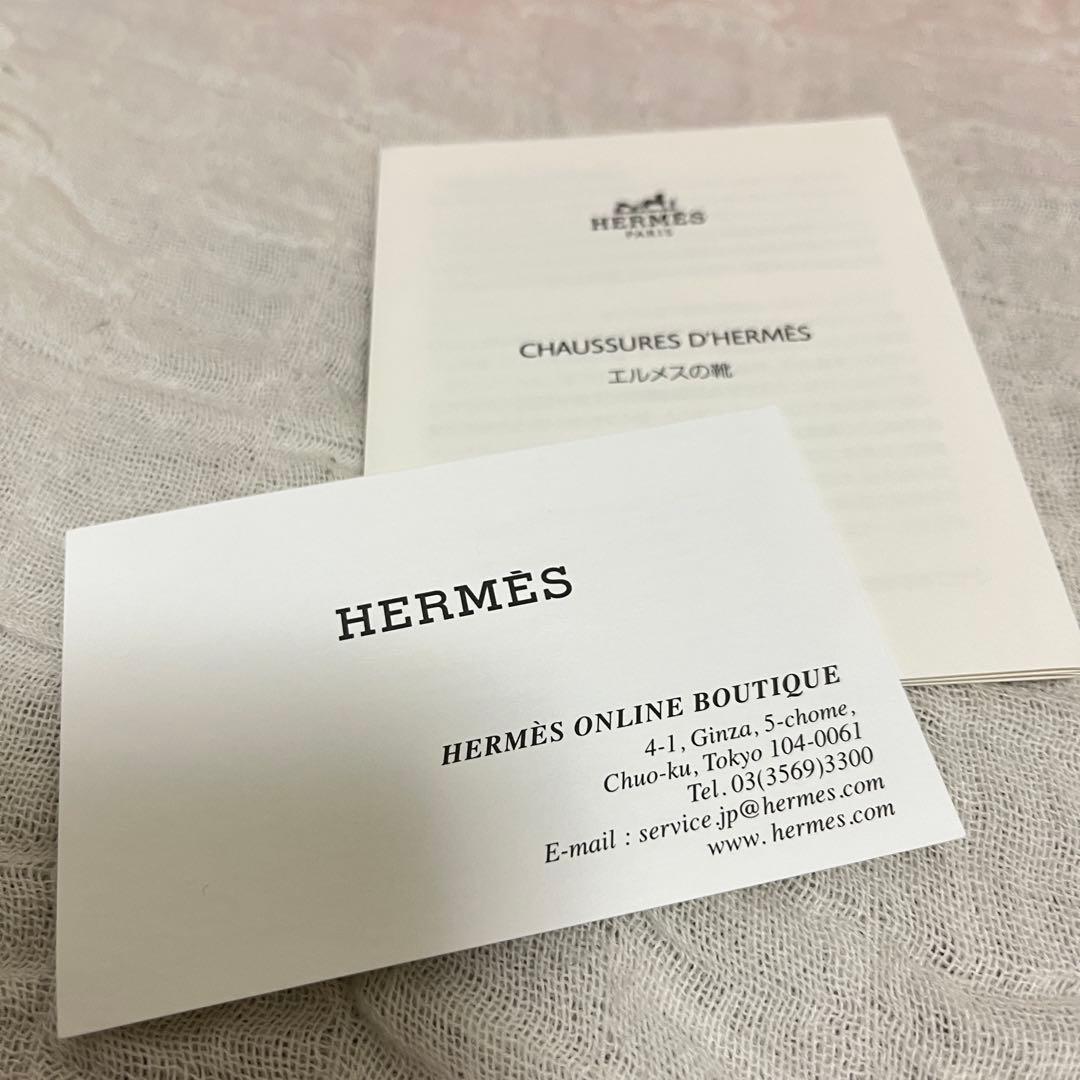 HERMÈS
PARIS
CHAUSSURES D'HERMÈS
エルメスの靴
HERMÈS
HERMÈS ONLINE BOUTIQUE
4-1, Ginza, 5-chome,
Chuo-ku, Tokyo 104-0061
Tel. 03(3569)3300
E-mail : service.jp@hermes.com
www. hermes.com